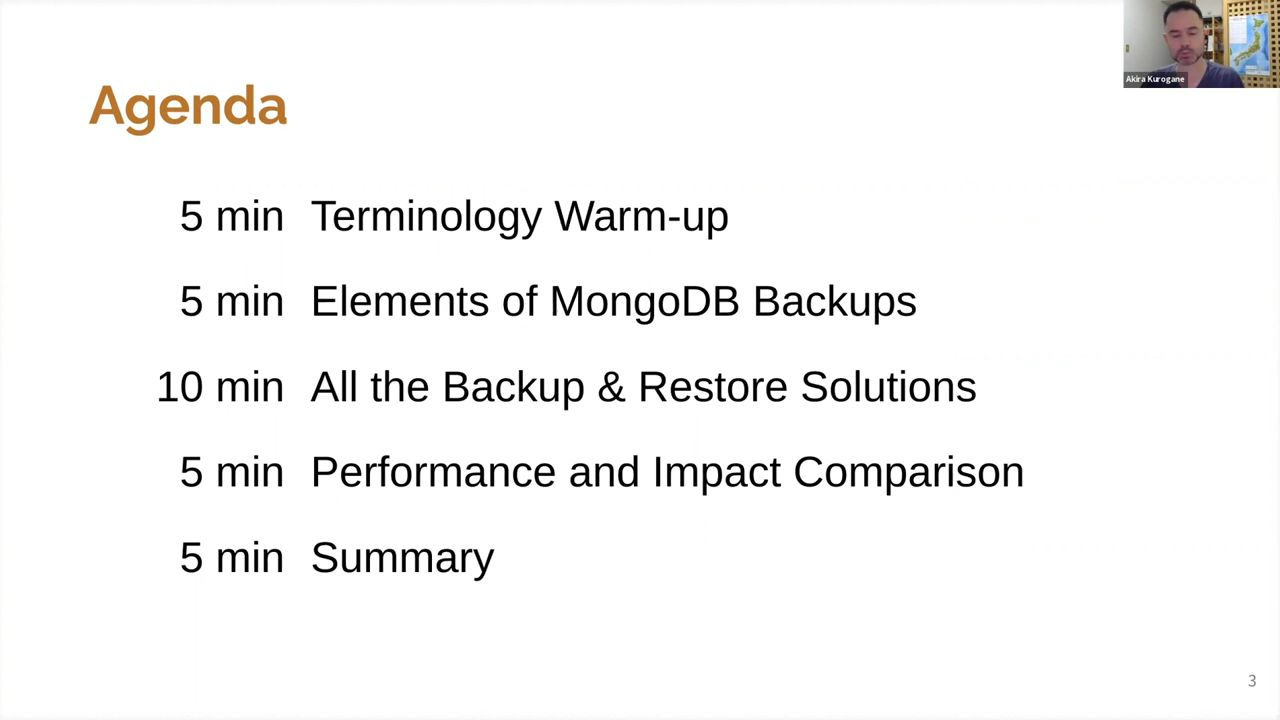 Agenda
5 min Terminology Warm-up
5 min Elements of MongoDB Backups
10 min All the Backup & Restore Solutions
5 min Performance and Impact Comparison
5 min Summary
Akira Kurogane
3